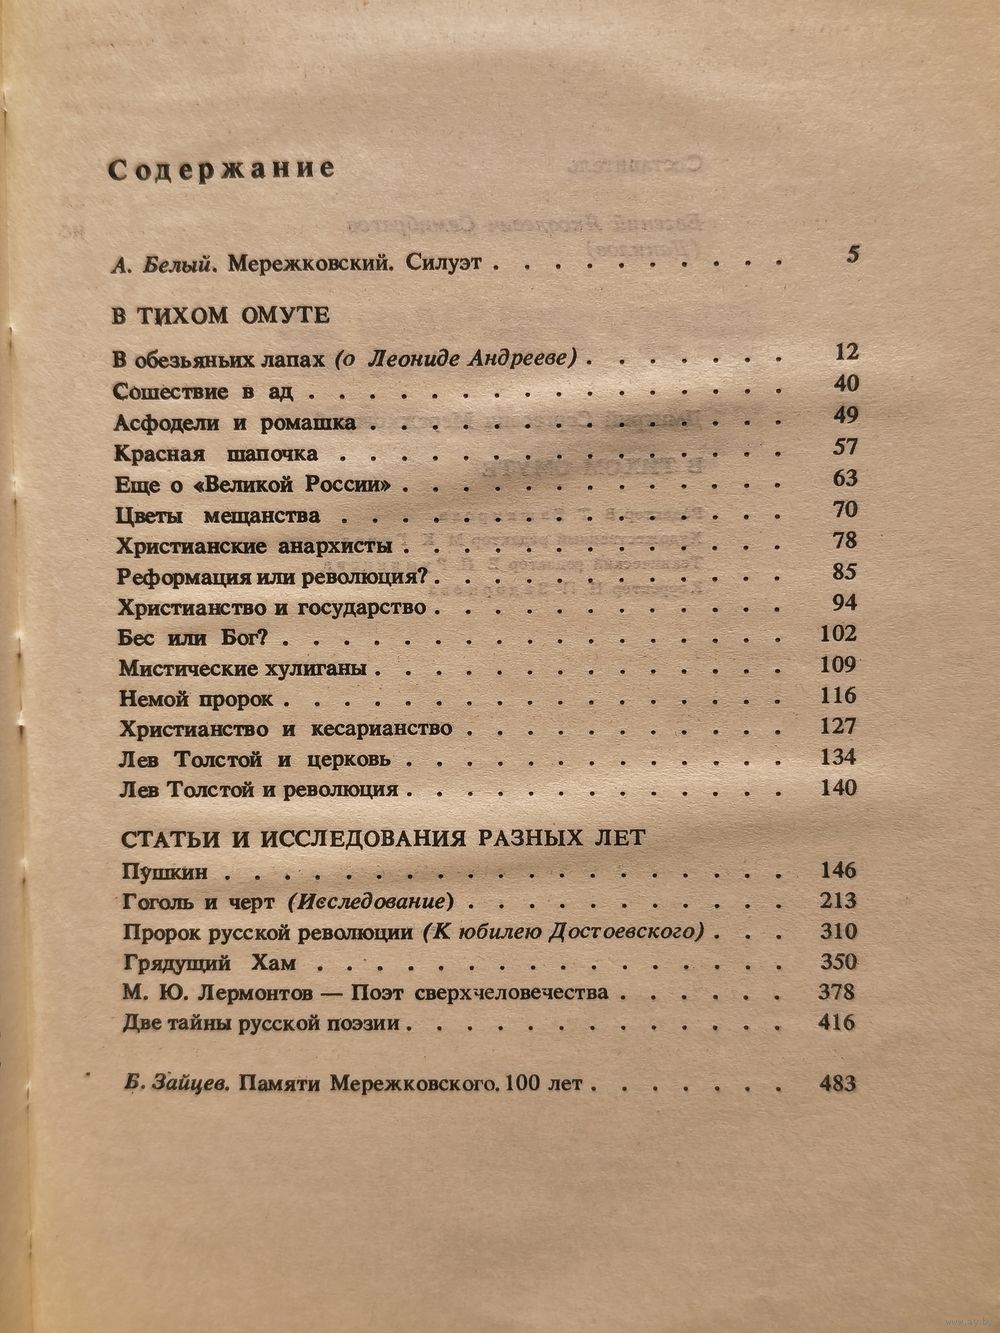 Содержание
А. Белый. Мережковский. Силуэт . . . . . . . . . . 5
В ТИХОМ ОМУТЕ
В обезьяньих лапах (о Леониде Андрееве) . . . . . . . 12
Сошествие в ад . . . . . . . . . . . . . . . . 40
Асфодели и ромашка . . . . . . . . . . . . . . 49
Красная шапочка . . . . . . . . . . . . . . . 57
Еще о «Великой России» . . . . . . . . . . . . . 63
Цветы мещанства . . . . . . . . . . . . . . . 70
Христианские анархисты . . . . . . . . . . . . . 78
Реформация или революция? . . . . . . . . . . . . 85
Христианство и государство . . . . . . . . . . . . 94
Бес или Бог? . . . . . . . . . . . . . . . . . 102
Мистические хулиганы . . . . . . . . . . . . . . 109
Немой пророк . . . . . . . . . . . . . . . . . 116
Христианство и кесарианство . . . . . . . . . . . 127
Лев Толстой и церковь . . . . . . . . . . . . . 134
Лев Толстой и революция . . . . . . . . . . . . . 140
СТАТЬИ И ИССЛЕДОВАНИЯ РАЗНЫХ ЛЕТ
Пушкин . . . . . . . . . . . . . . . . . . . 146
Гоголь и черт (Исследование) . . . . . . . . . . . 213
Пророк русской революции (К юбилею Достоевского) . . . 310
Грядущий Хам . . . . . . . . . . . . . . . . 350
М. Ю. Лермонтов — Поэт сверхчеловечества . . . . . . 378
Две тайны русской поэзии . . . . . . . . . . . . . 416
Б. Зайцев. Памяти Мережковского. 100 лет . . . . . . . 483
www.ay.by